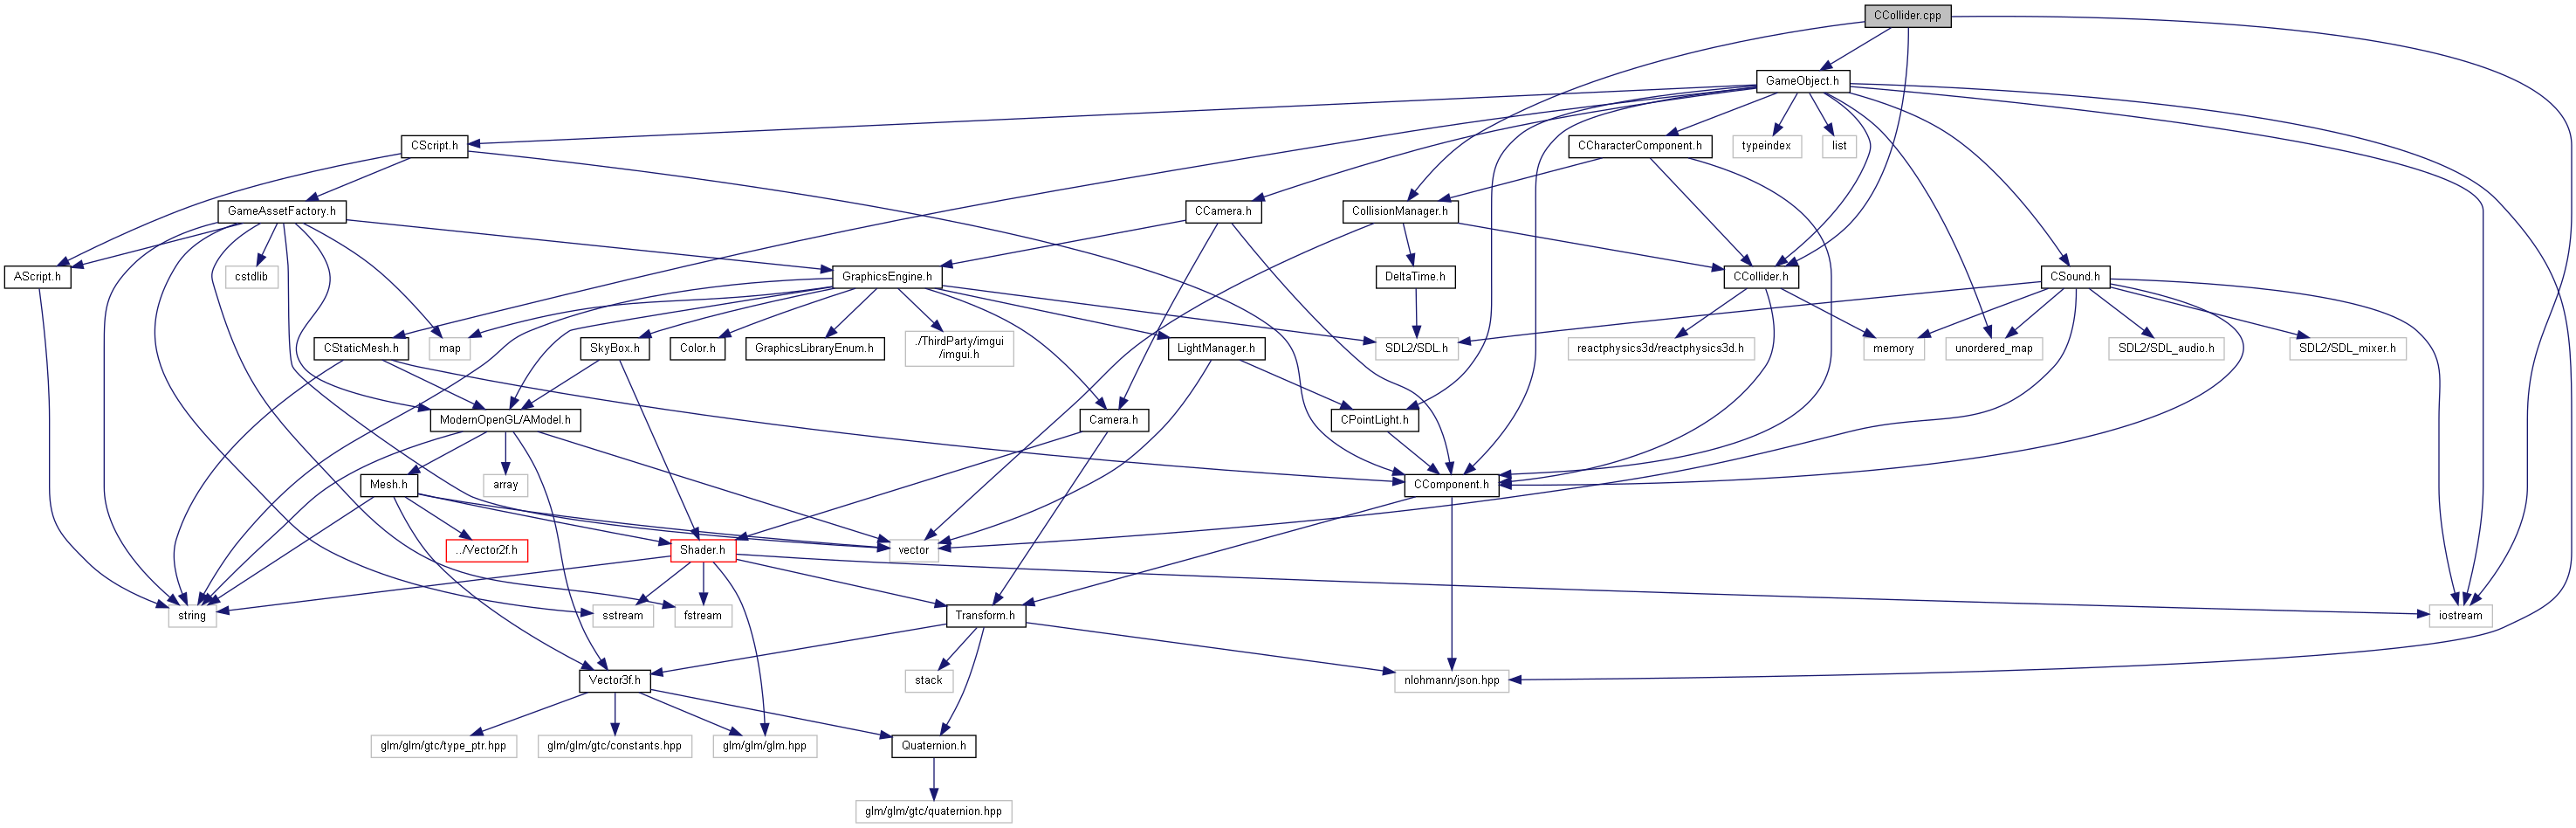 CCollider.cpp
GameObject.h
CScript.h
CCharacterComponent.h
typeindex
list
GameAssetFactory.h
CCamera.h
CollisionManager.h
AScript.h
cstdlib
GraphicsEngine.h
DeltaTime.h
CCollider.h
CSound.h
CStaticMesh.h
map
SkyBox.h
Color.h
GraphicsLibraryEnum.h
./ThirdParty/imgui
/imgui.h
LightManager.h
SDL2/SDL.h
reactphysics3d/reactphysics3d.h
memory
unordered_map
SDL2/SDL_audio.h
SDL2/SDL_mixer.h
ModernOpenGL/AModel.h
Camera.h
CPointLight.h
Mesh.h
array
CComponent.h
../Vector2f.h
Shader.h
vector
string
sstream
fstream
Transform.h
iostream
Vector3f.h
stack
nlohmann/json.hpp
glm/glm/gtc/type_ptr.hpp
glm/glm/gtc/constants.hpp
glm/glm/glm.hpp
Quaternion.h
glm/glm/gtc/quaternion.hpp